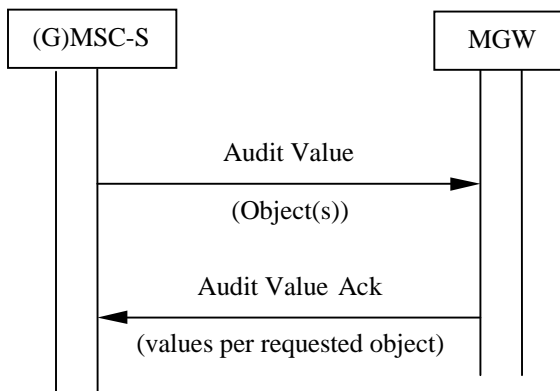 (G)MSC-S
MGW
Audit Value
(Object(s))
Audit Value Ack
(values per requested object)